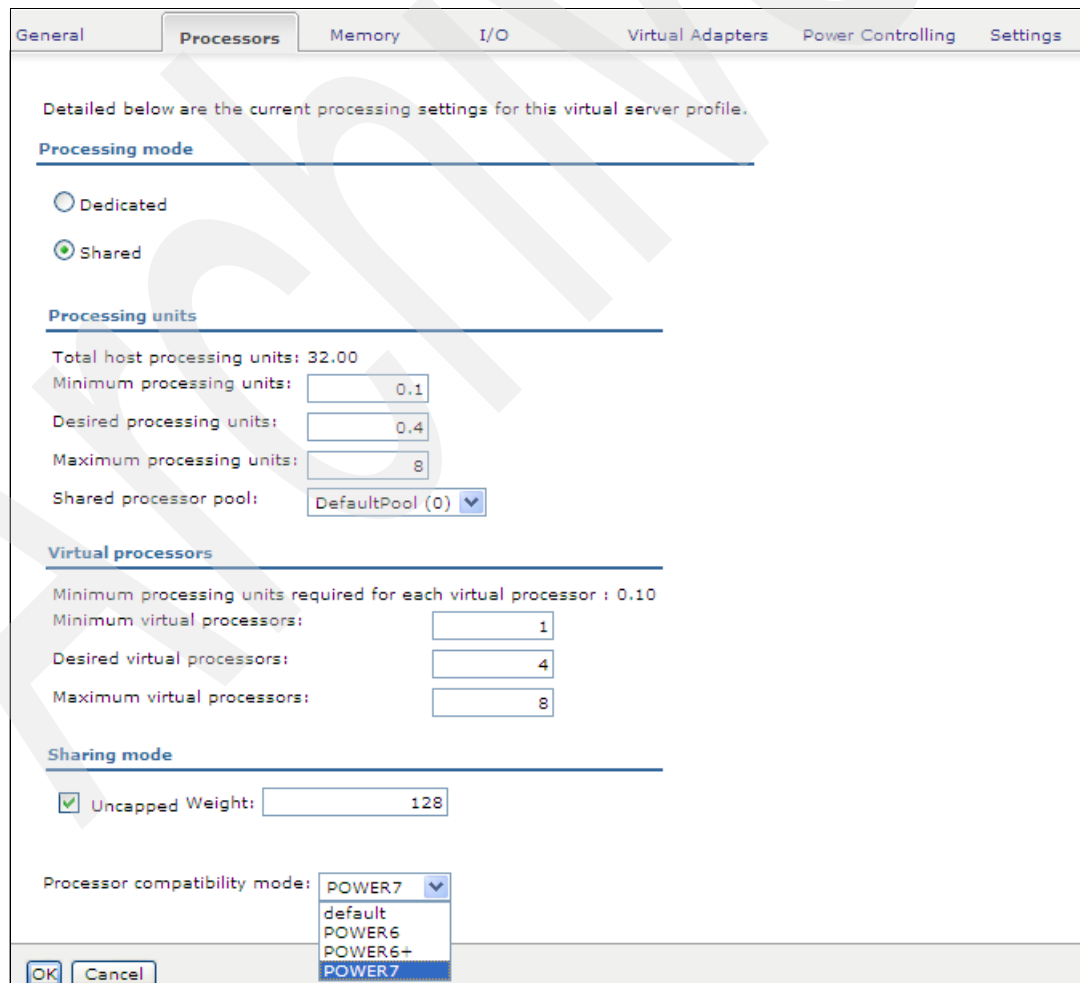 General Processors Memory I/O Virtual Adapters Power Controlling Settings
Detailed below are the current processing settings for this virtual server profile.
Processing mode
Dedicated
Shared
Processing units
Total host processing units: 32.00
Minimum processing units: 0.1
Desired processing units: 0.4
Maximum processing units: 8
Shared processor pool: DefaultPool (0)
Virtual processors
Minimum processing units required for each virtual processor : 0.10
Minimum virtual processors: 1
Desired virtual processors: 4
Maximum virtual processors: 8
Sharing mode
Uncapped Weight: 128
Processor compatibility mode: POWER7
default
POWER6
POWER6+
POWER7
OK Cancel
Archive